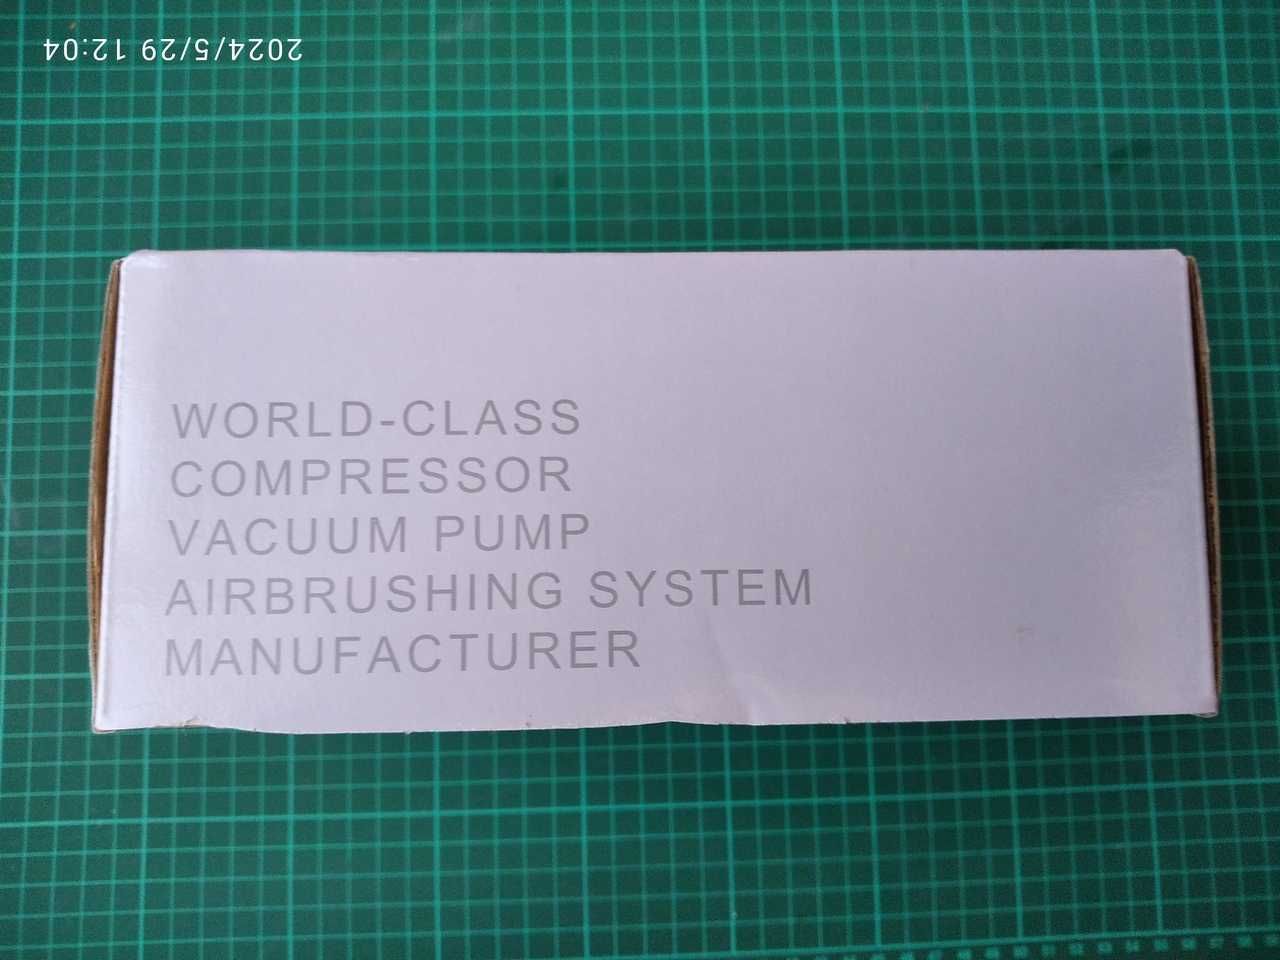 2024/5/29 12:04
WORLD-CLASS
COMPRESSOR
VACUUM PUMP
AIRBRUSHING SYSTEM
MANUFACTURER